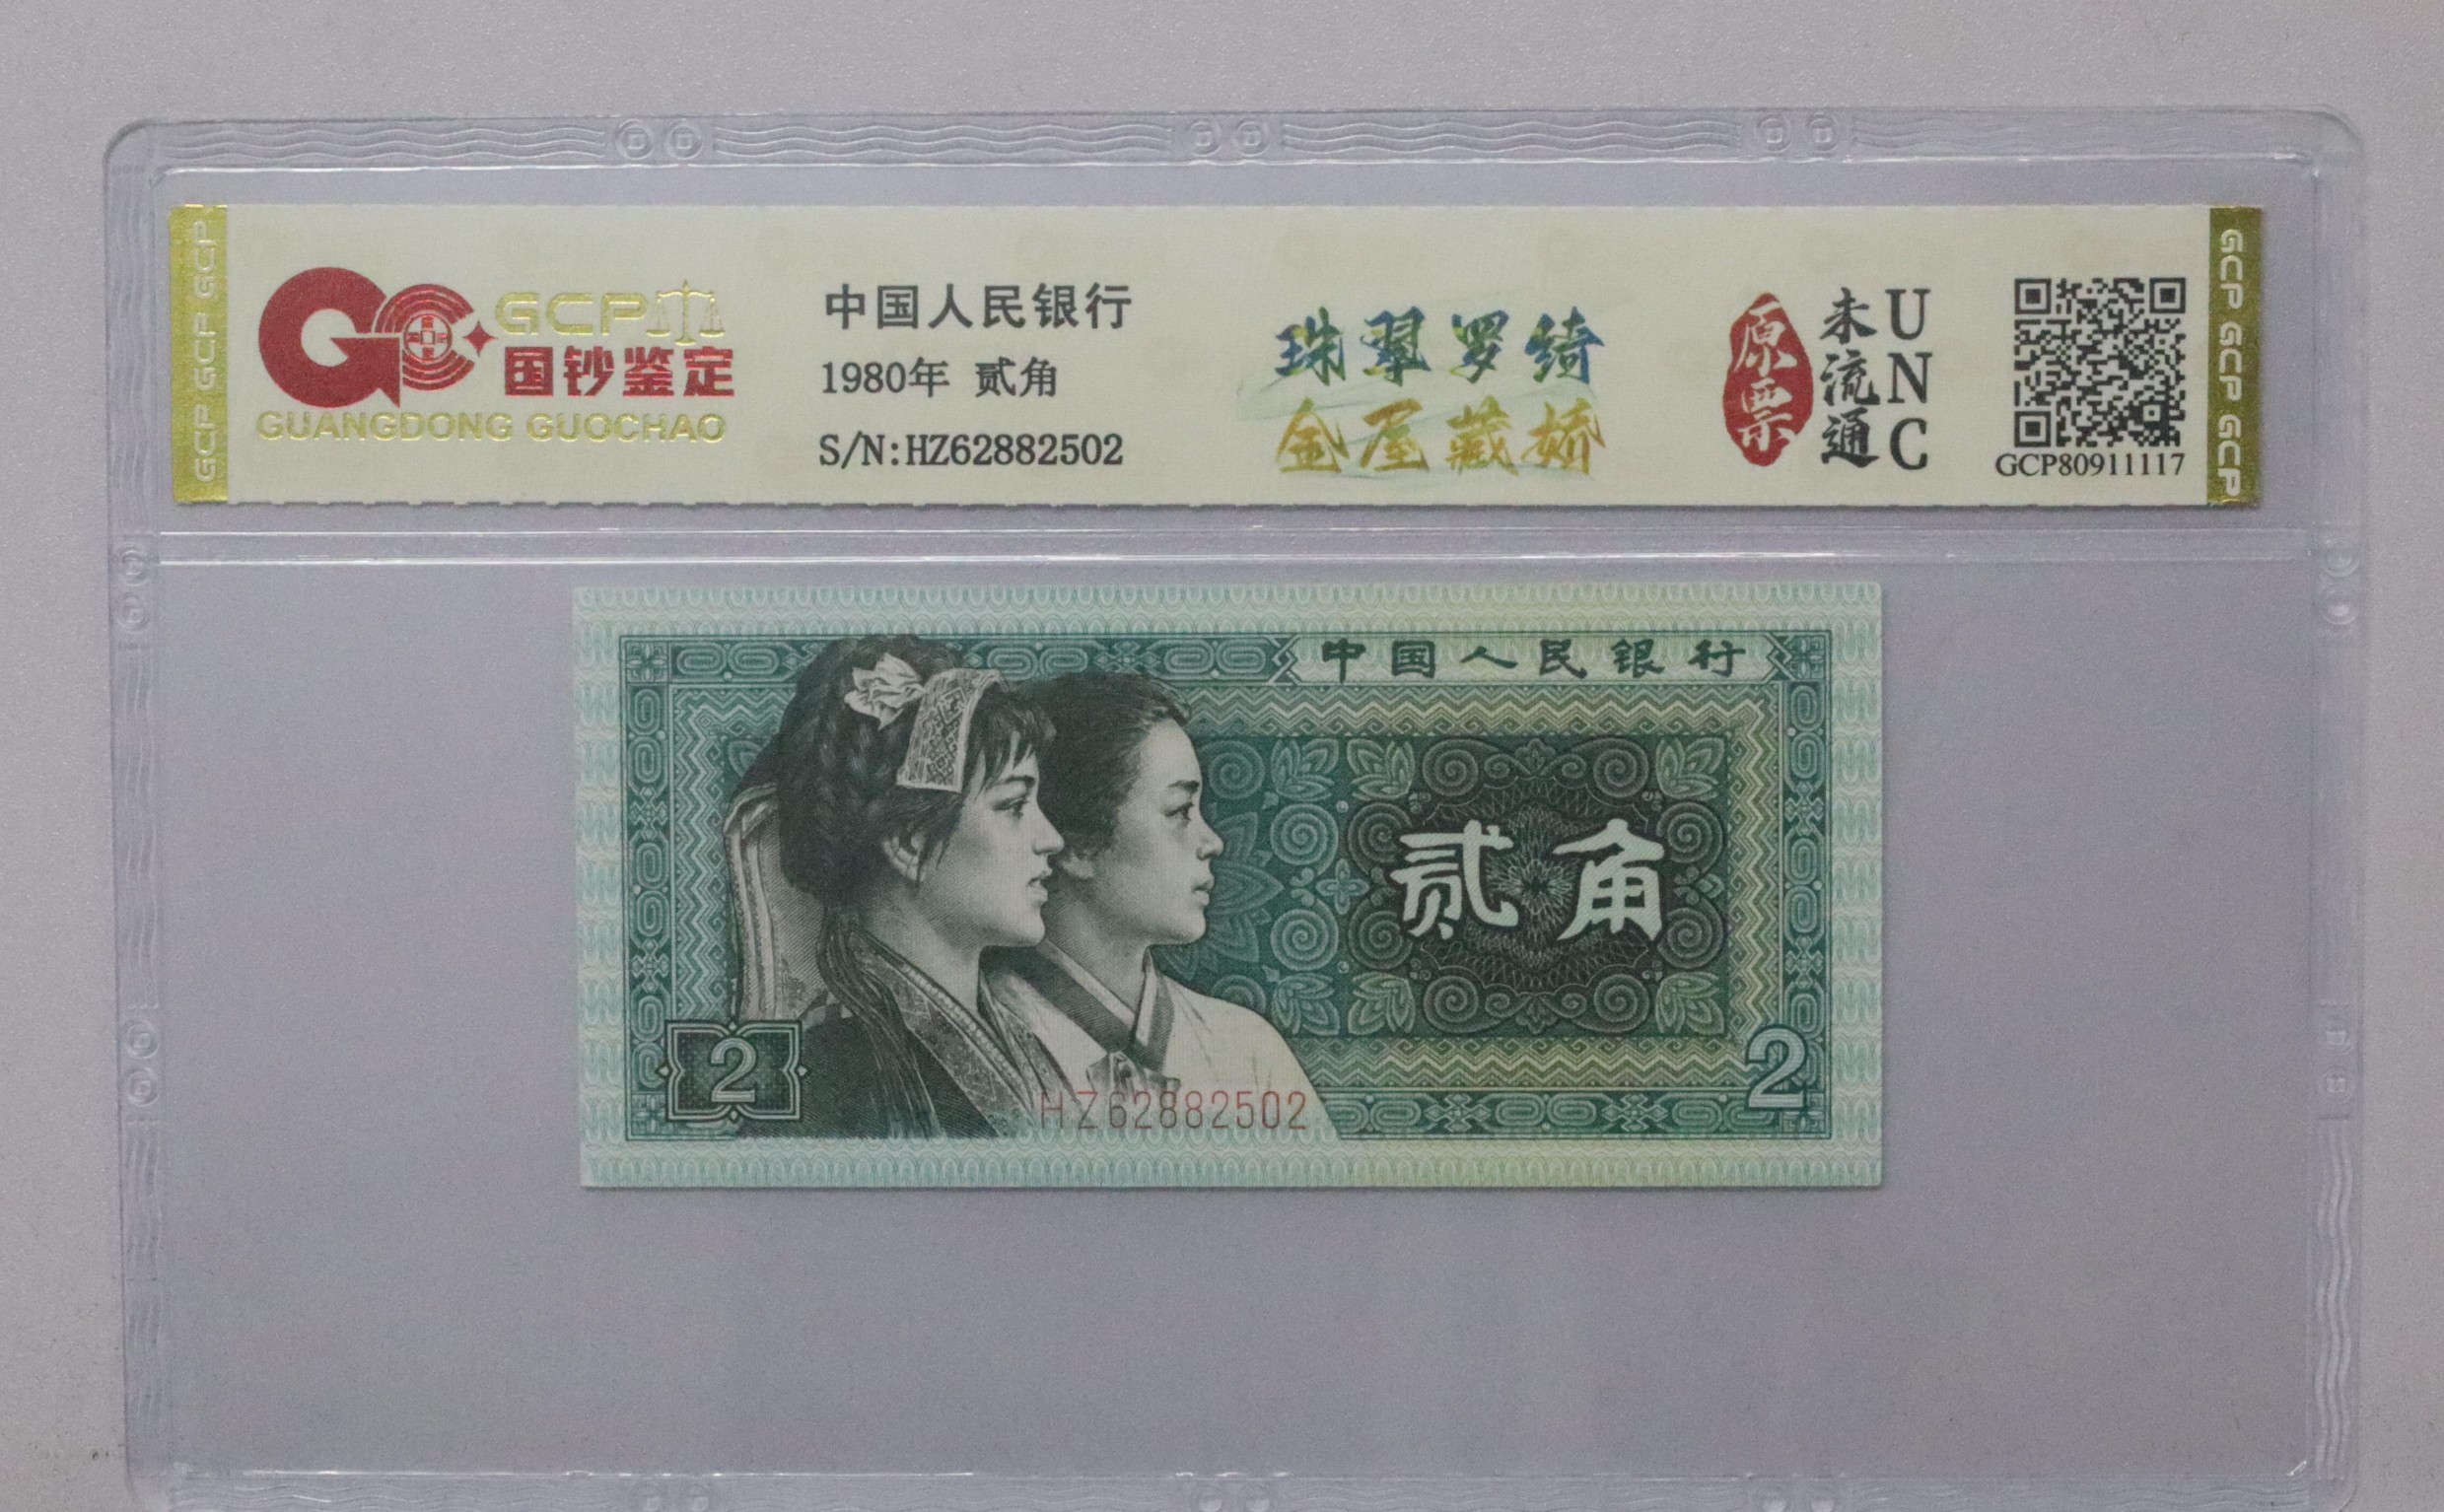 GCP
国钞鉴定
GUANGDONG GUOCHAO
中国人民银行
1980年 贰角
S/N:HZ62882502
珠翠罗绮
金屋藏娇
原票
未流通
UNC
GCP80911117
GCP GCP GCP
GCP GCP GCP
中国人民银行
贰角
2
2
HZ62882502